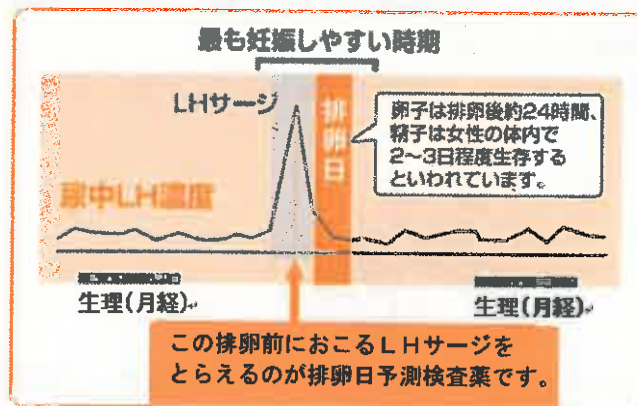 最も妊娠しやすい時期
LHサージ
排卵日
卵子は排卵後約24時間、
精子は女性の体内で
2〜3日程度生存する
といわれています。
尿中LH濃度
生理(月経)
生理(月経)
この排卵前におこるLHサージを
とらえるのが排卵日予測検査薬です。